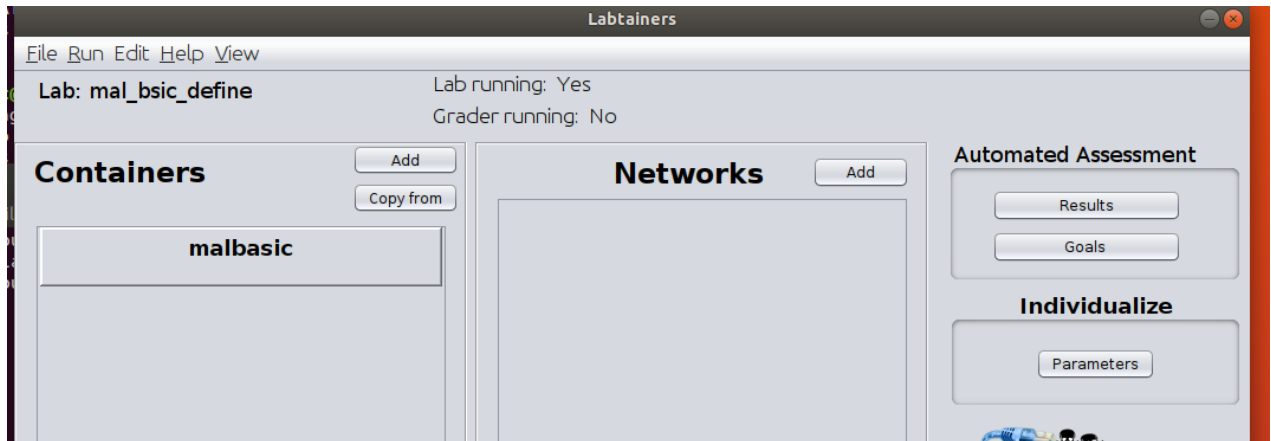 Labtainers
File Run Edit Help View
Lab: mal_bsic_define
Lab running: Yes
Grader running: No
Containers
Add
Copy from
malbasic
Networks
Add
Automated Assessment
Results
Goals
Individualize
Parameters